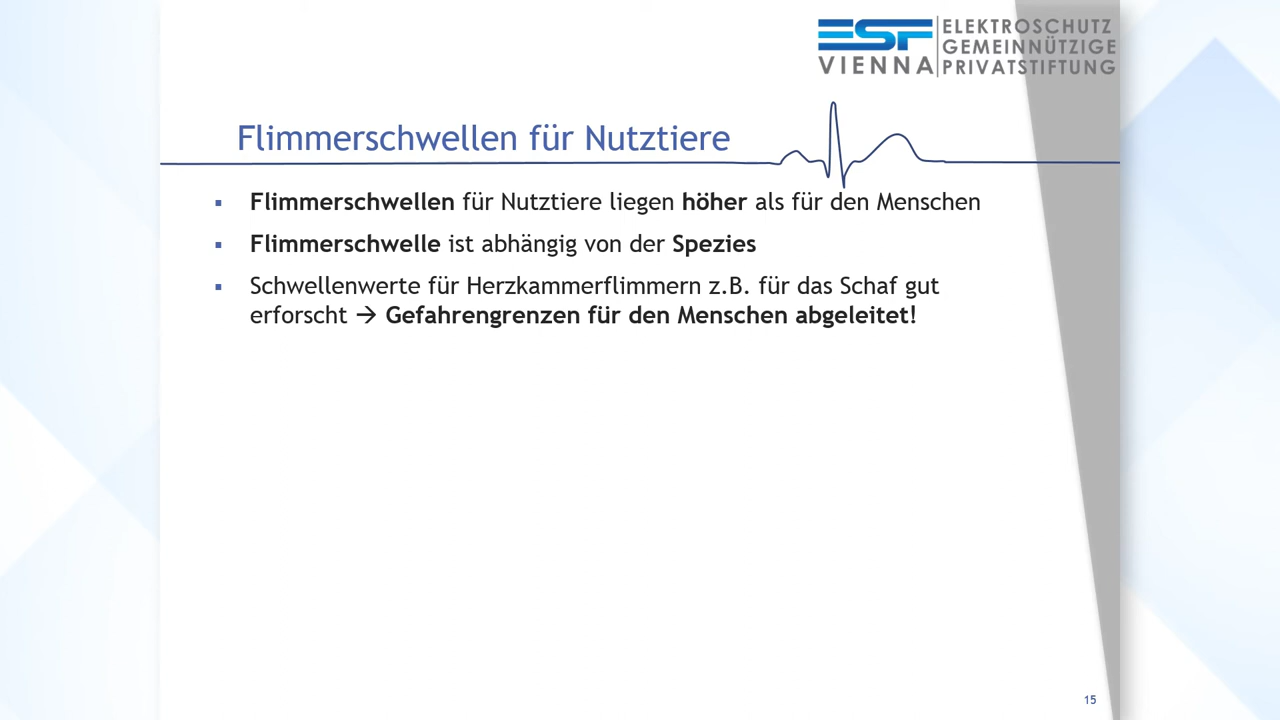 ESF
VIENNA
ELEKTROSCHUTZ
GEMEINNÜTZIGE
PRIVATSTIFTUNG
Flimmerschwellen für Nutztiere
▪ Flimmerschwellen für Nutztiere liegen höher als für den Menschen
▪ Flimmerschwelle ist abhängig von der Spezies
▪ Schwellenwerte für Herzkammerflimmern z.B. für das Schaf gut
erforscht → Gefahrengrenzen für den Menschen abgeleitet!
15